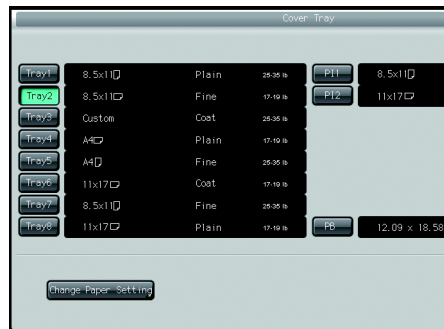 Cover Tray
Tray1 8.5x11 Plain 25-35 lb PI1 8.5x11
Tray2 8.5x11 Fine 17-19 lb PI2 11x17
Tray3 Custom Coat 25-35 lb
Tray4 A4 Plain 17-19 lb
Tray5 A4 Fine 25-35 lb
Tray6 11x17 Coat 17-19 lb
Tray7 8.5x11 Fine 25-35 lb
Tray8 11x17 Plain 17-19 lb PB 12.09 x 18.58
Change Paper Setting